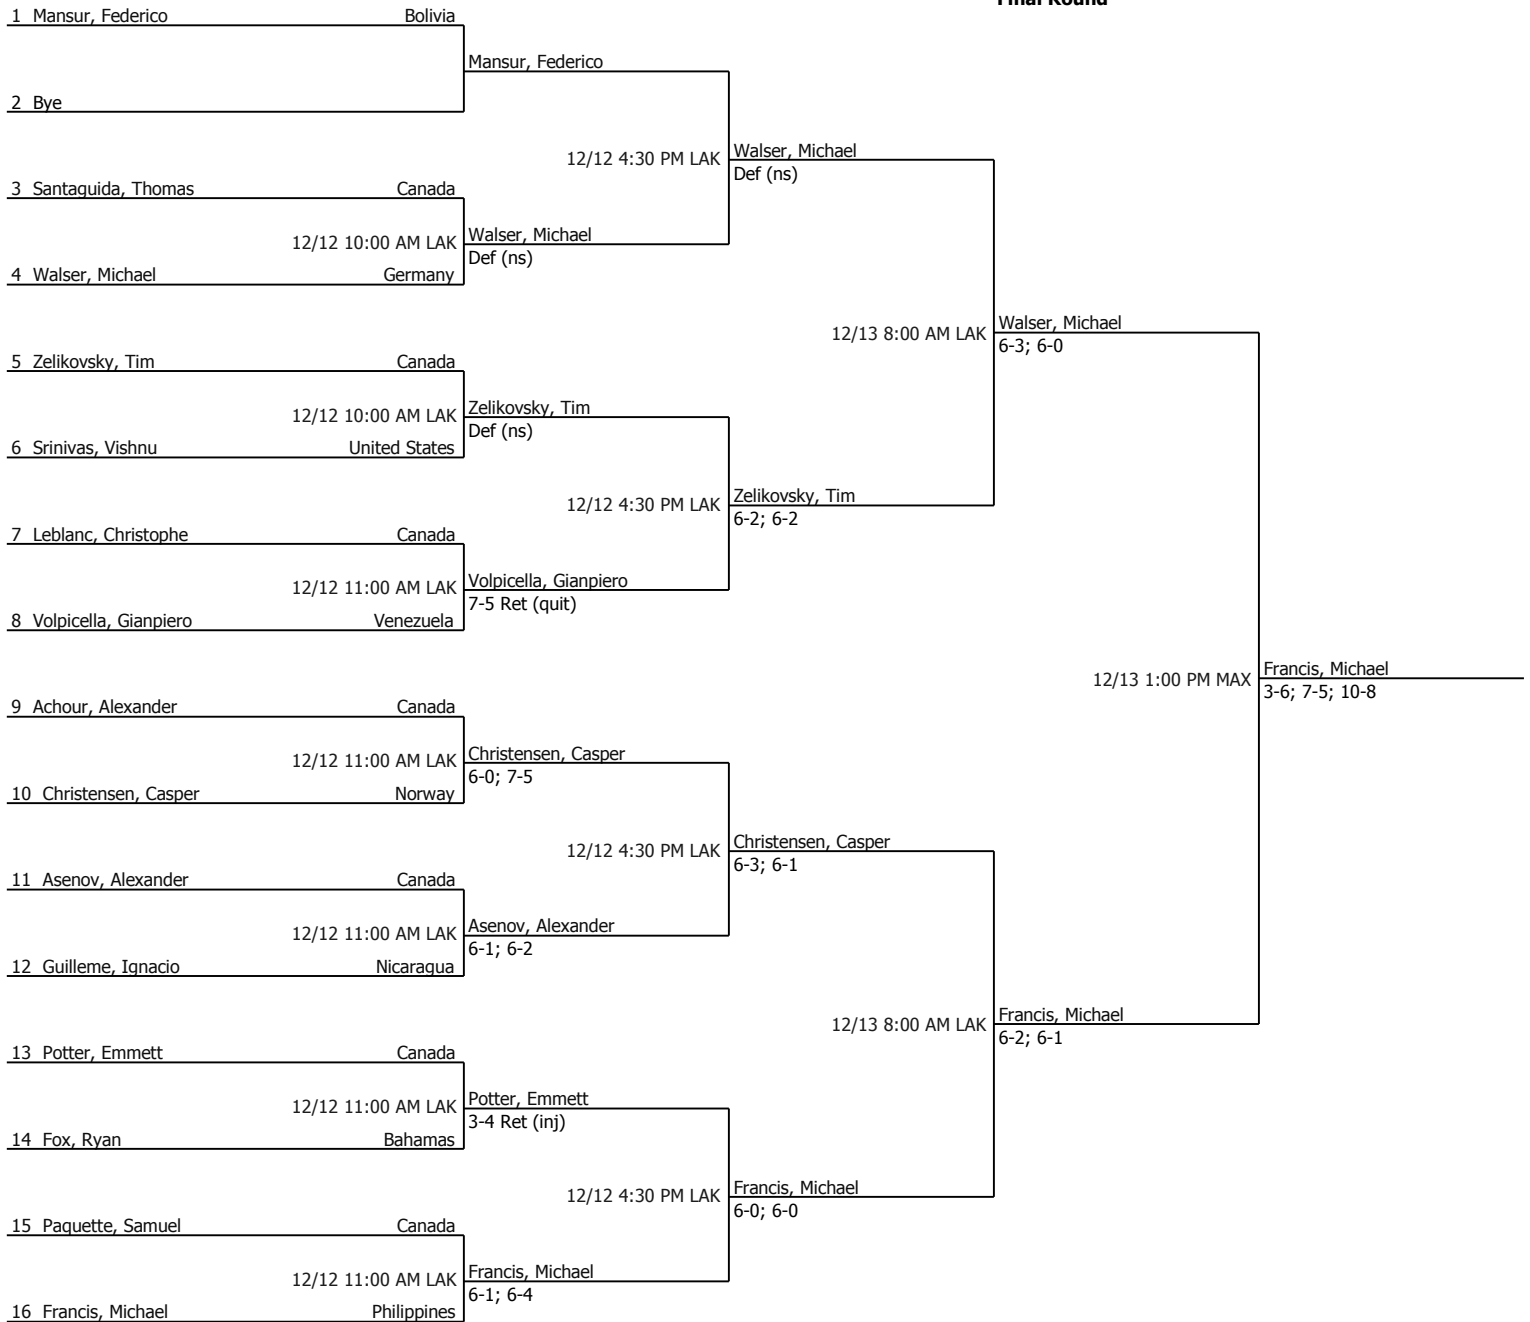 Final Round
1 Mansur, Federico Bolivia
Mansur, Federico
2 Bye
12/12 4:30 PM LAK Walser, Michael
Def (ns)
3 Santaguida, Thomas Canada
12/12 10:00 AM LAK Walser, Michael
Def (ns)
4 Walser, Michael Germany
12/13 8:00 AM LAK Walser, Michael
6-3; 6-0
5 Zelikovsky, Tim Canada
12/12 10:00 AM LAK Zelikovsky, Tim
Def (ns)
6 Srinivas, Vishnu United States
12/12 4:30 PM LAK Zelikovsky, Tim
6-2; 6-2
7 Leblanc, Christophe Canada
12/12 11:00 AM LAK Volpicella, Gianpiero
7-5 Ret (quit)
8 Volpicella, Gianpiero Venezuela
12/13 1:00 PM MAX Francis, Michael
3-6; 7-5; 10-8
9 Achour, Alexander Canada
12/12 11:00 AM LAK Christensen, Casper
6-0; 7-5
10 Christensen, Casper Norway
12/12 4:30 PM LAK Christensen, Casper
6-3; 6-1
11 Asenov, Alexander Canada
12/12 11:00 AM LAK Asenov, Alexander
6-1; 6-2
12 Guilleme, Ignacio Nicaragua
12/13 8:00 AM LAK Francis, Michael
6-2; 6-1
13 Potter, Emmett Canada
12/12 11:00 AM LAK Potter, Emmett
3-4 Ret (inj)
14 Fox, Ryan Bahamas
12/12 4:30 PM LAK Francis, Michael
6-0; 6-0
15 Paquette, Samuel Canada
12/12 11:00 AM LAK Francis, Michael
6-1; 6-4
16 Francis, Michael Philippines